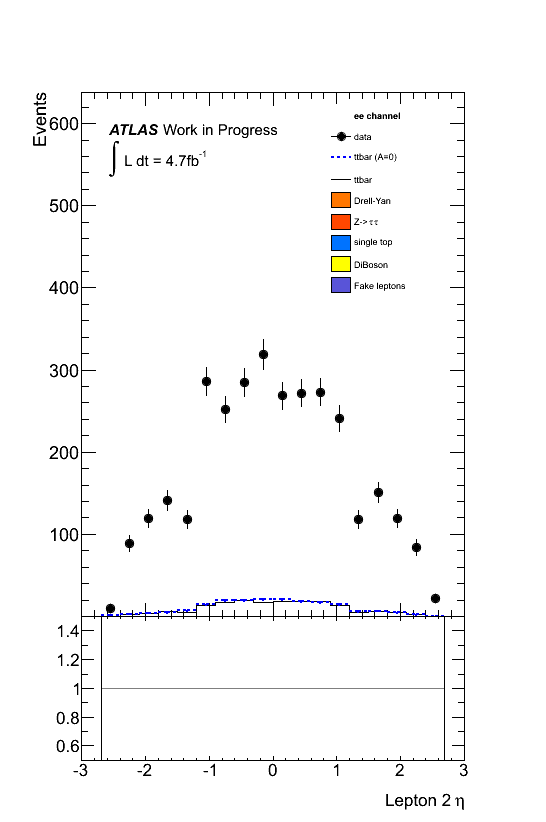 Events
600
500
400
300
200
100
ATLAS Work in Progress
∫ L dt = 4.7fb⁻¹
ee channel
data
ttbar (A=0)
ttbar
Drell-Yan
Z->ττ
single top
DiBoson
Fake leptons
1.4
1.2
1
0.8
0.6
-3 -2 -1 0 1 2 3
Lepton 2 η